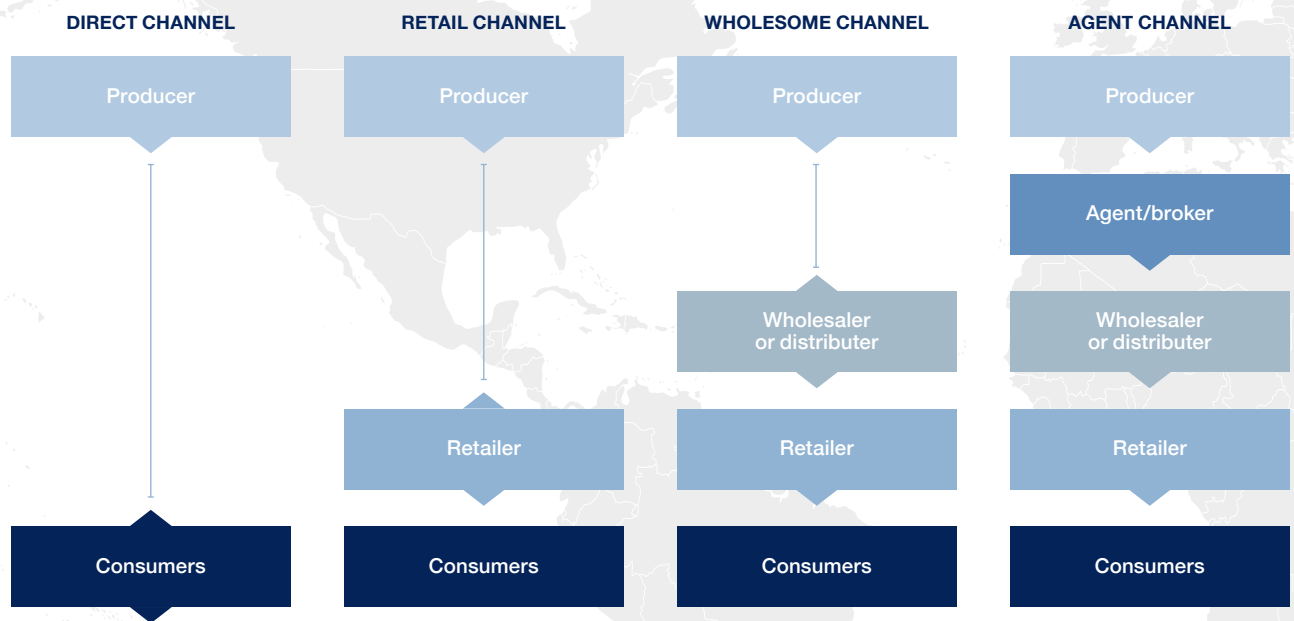 DIRECT CHANNEL
Producer
Consumers
RETAIL CHANNEL
Producer
Retailer
Consumers
WHOLESOME CHANNEL
Producer
Wholesaler
or distributer
Retailer
Consumers
AGENT CHANNEL
Producer
Agent/broker
Wholesaler
or distributer
Retailer
Consumers